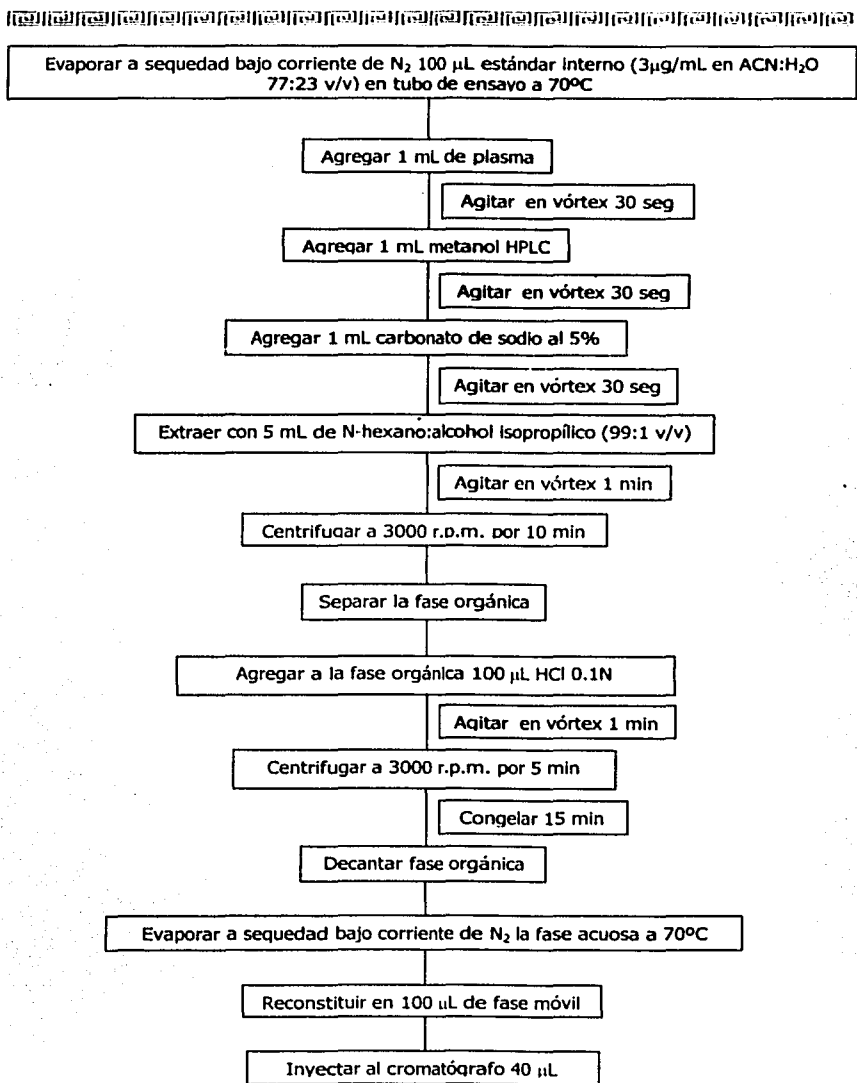 Evaporar a sequedad bajo corriente de N₂ 100 µL estándar interno (3µg/mL en ACN:H₂O
77:23 v/v) en tubo de ensayo a 70ºC
Agregar 1 mL de plasma
Agitar en vórtex 30 seg
Agregar 1 mL metanol HPLC
Agitar en vórtex 30 seg
Agregar 1 mL carbonato de sodio al 5%
Agitar en vórtex 30 seg
Extraer con 5 mL de N-hexano:alcohol isopropílico (99:1 v/v)
Agitar en vórtex 1 min
Centrifugar a 3000 r.p.m. por 10 min
Separar la fase orgánica
Agregar a la fase orgánica 100 µL HCl 0.1N
Agitar en vórtex 1 min
Centrifugar a 3000 r.p.m. por 5 min
Congelar 15 min
Decantar fase orgánica
Evaporar a sequedad bajo corriente de N₂ la fase acuosa a 70ºC
Reconstituir en 100 µL de fase móvil
Inyectar al cromatógrafo 40 µL